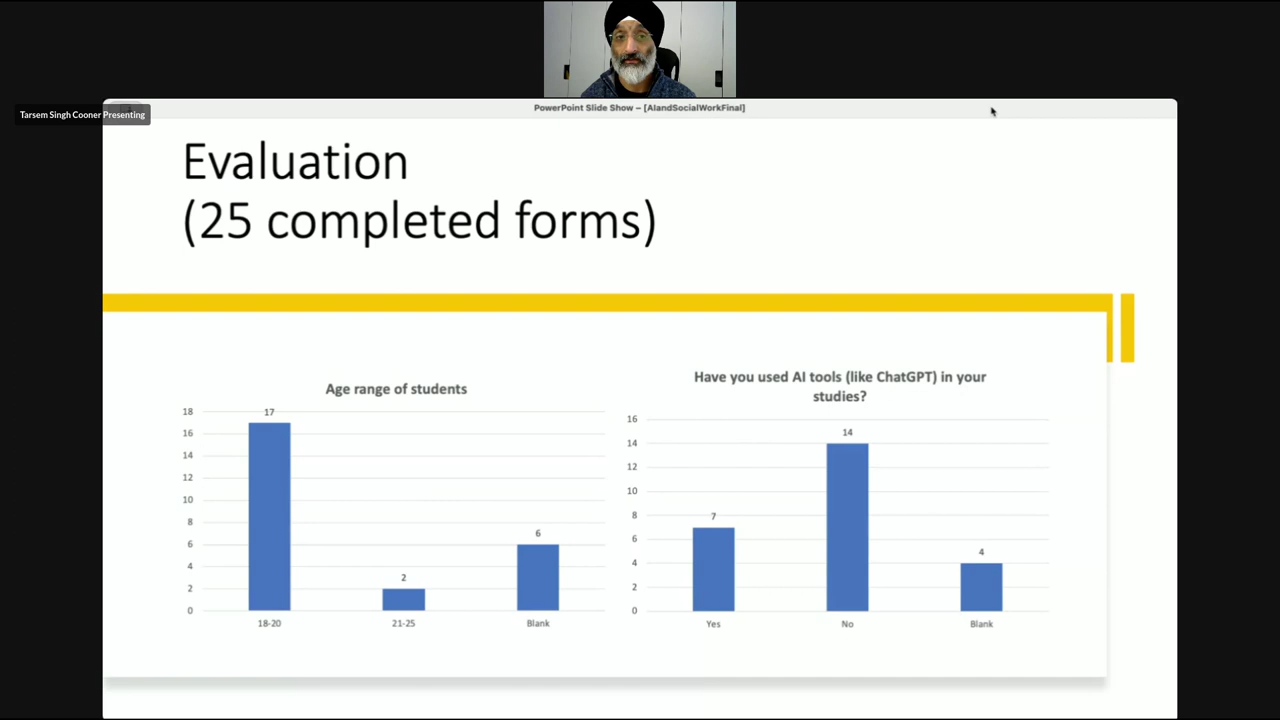 PowerPoint Slide Show – [AIandSocialWorkFinal]
Tarsem Singh Cooner Presenting
Evaluation
(25 completed forms)
Age range of students
18
16
14
12
10
8
6
4
2
0
17
2
6
18-20
21-25
Blank
Have you used AI tools (like ChatGPT) in your
studies?
16
14
12
10
8
6
4
2
0
7
14
4
Yes
No
Blank